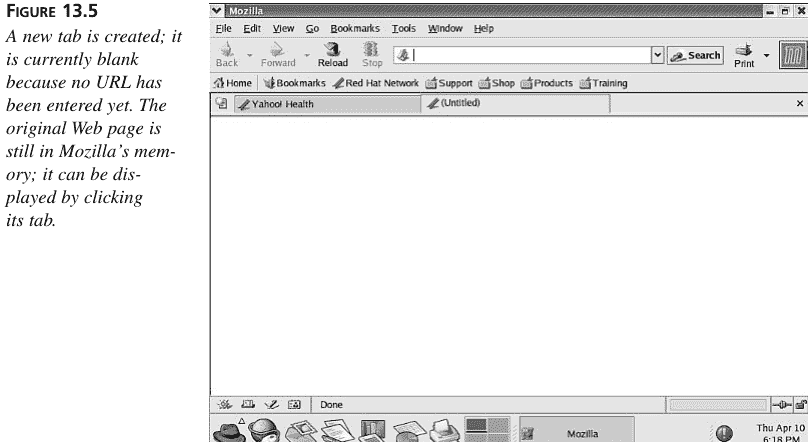 FIGURE 13.5
A new tab is created; it
is currently blank
because no URL has
been entered yet. The
original Web page is
still in Mozilla's mem-
ory; it can be dis-
played by clicking
its tab.
Mozilla
File Edit View Go Bookmarks Tools Window Help
Back Forward Reload Stop Search Print
Home Bookmarks Red Hat Network Support Shop Products Training
Yahoo! Health (Untitled)
Done
Mozilla
Thu Apr 10
6:18 PM